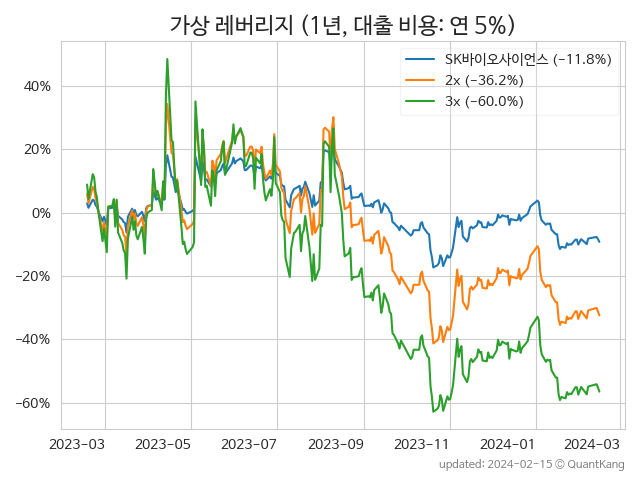 가상 레버리지 (1년, 대출 비용: 연 5%)
SK바이오사이언스 (−11.8%)
2x (−36.2%)
3x (−60.0%)
40%
20%
0%
−20%
−40%
−60%
2023-03 2023-05 2023-07 2023-09 2023-11 2024-01 2024-03
updated: 2024-02-15 © QuantKang